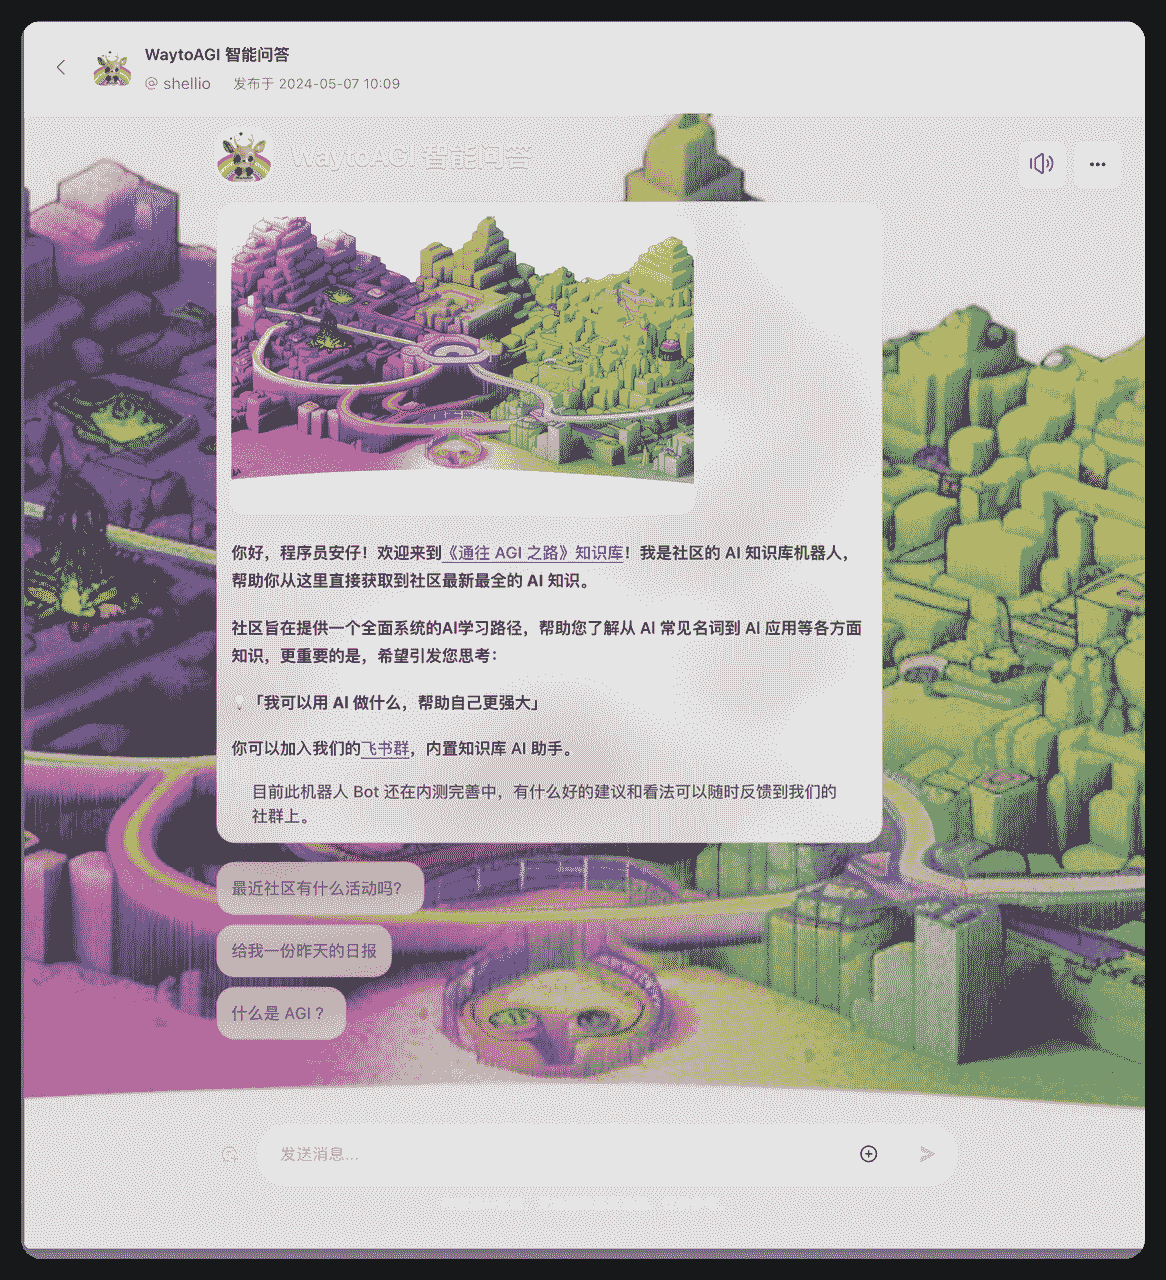 WaytoAGI 智能问答
@ shellio 发布于 2024-05-07 10:09
WaytoAGI 智能问答
你好，程序员安仔！欢迎来到《通往 AGI 之路》知识库！我是社区的 AI 知识库机器人，
帮助你从这里直接获取到社区最新最全的 AI 知识。
社区旨在提供一个全面系统的AI学习路径，帮助您了解从 AI 常见名词到 AI 应用等各方面
知识，更重要的是，希望引发您思考：
「我可以用 AI 做什么，帮助自己更强大」
你可以加入我们的飞书群，内置知识库 AI 助手。
目前此机器人 Bot 还在内测完善中，有什么好的建议和看法可以随时反馈到我们的
社群上。
最近社区有什么活动吗？
给我一份昨天的日报
什么是 AGI ?
发送消息...